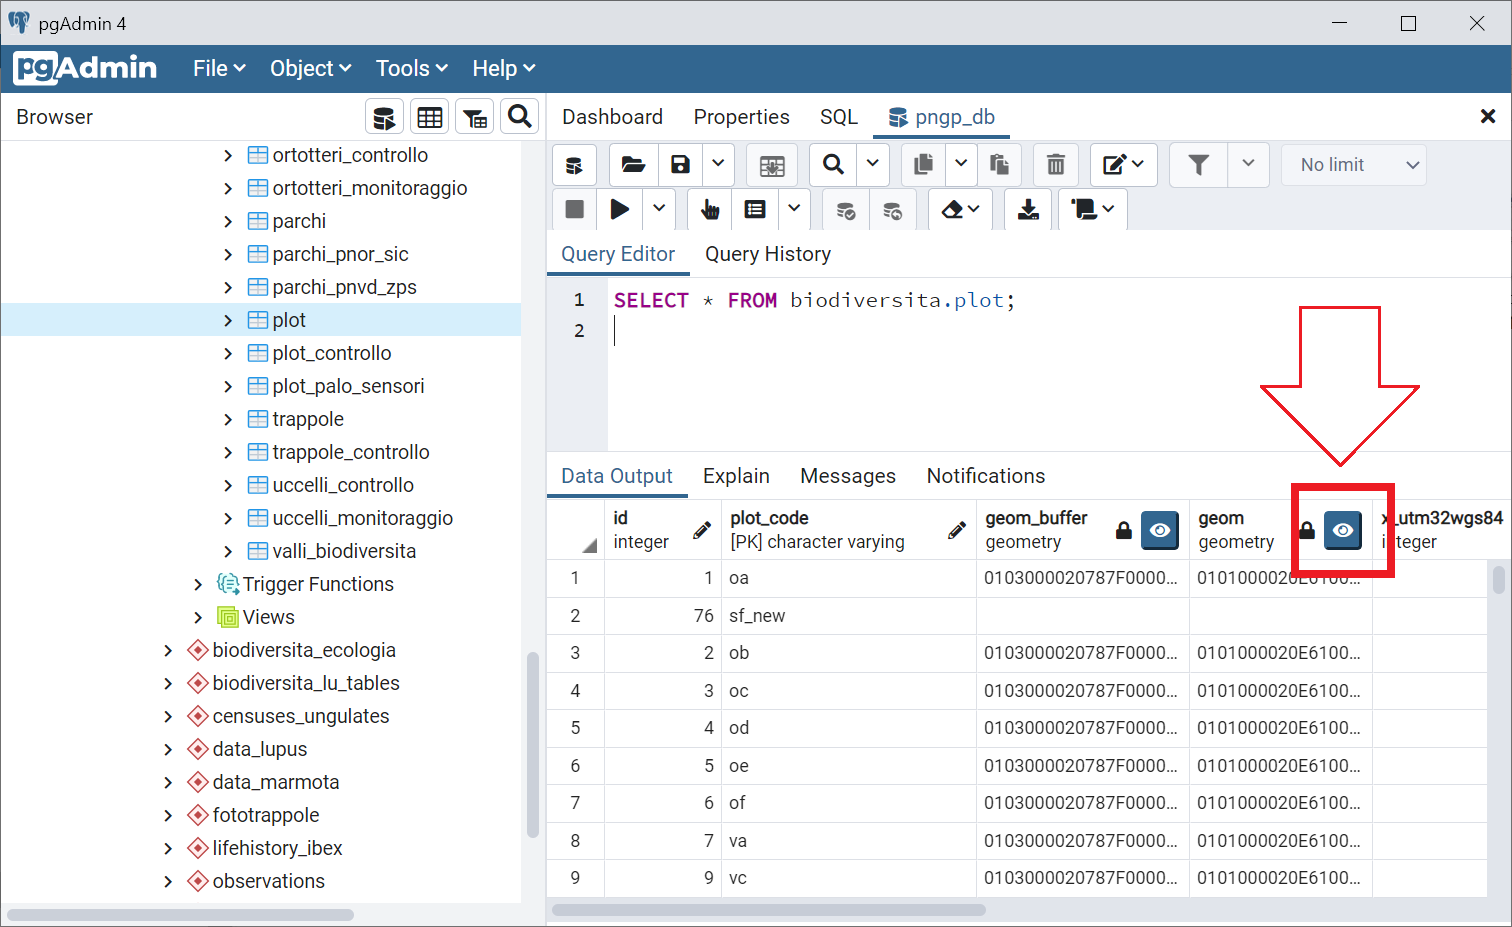 pgAdmin 4
pgAdmin File Object Tools Help
Browser
Dashboard Properties SQL pngp_db
ortotteri_controllo
ortotteri_monitoraggio
parchi
parchi_pnor_sic
parchi_pnvd_zps
plot
plot_controllo
plot_palo_sensori
trappole
trappole_controllo
uccelli_controllo
uccelli_monitoraggio
valli_biodiversita
Trigger Functions
Views
biodiversita_ecologia
biodiversita_lu_tables
censuses_ungulates
data_lupus
data_marmota
fototrappole
lifehistory_ibex
observations
No limit
Query Editor Query History
1 SELECT * FROM biodiversita.plot;
2
Data Output Explain Messages Notifications
id plot_code geom_buffer geom x_utm32wgs84
integer [PK] character varying geometry geometry integer
1 1 oa 0103000020787F0000... 0101000020E6100...
2 76 sf_new
3 2 ob 0103000020787F0000... 0101000020E6100...
4 3 oc 0103000020787F0000... 0101000020E6100...
5 4 od 0103000020787F0000... 0101000020E6100...
6 5 oe 0103000020787F0000... 0101000020E6100...
7 6 of 0103000020787F0000... 0101000020E6100...
8 7 va 0103000020787F0000... 0101000020E6100...
9 9 vc 0103000020787F0000... 0101000020E6100...